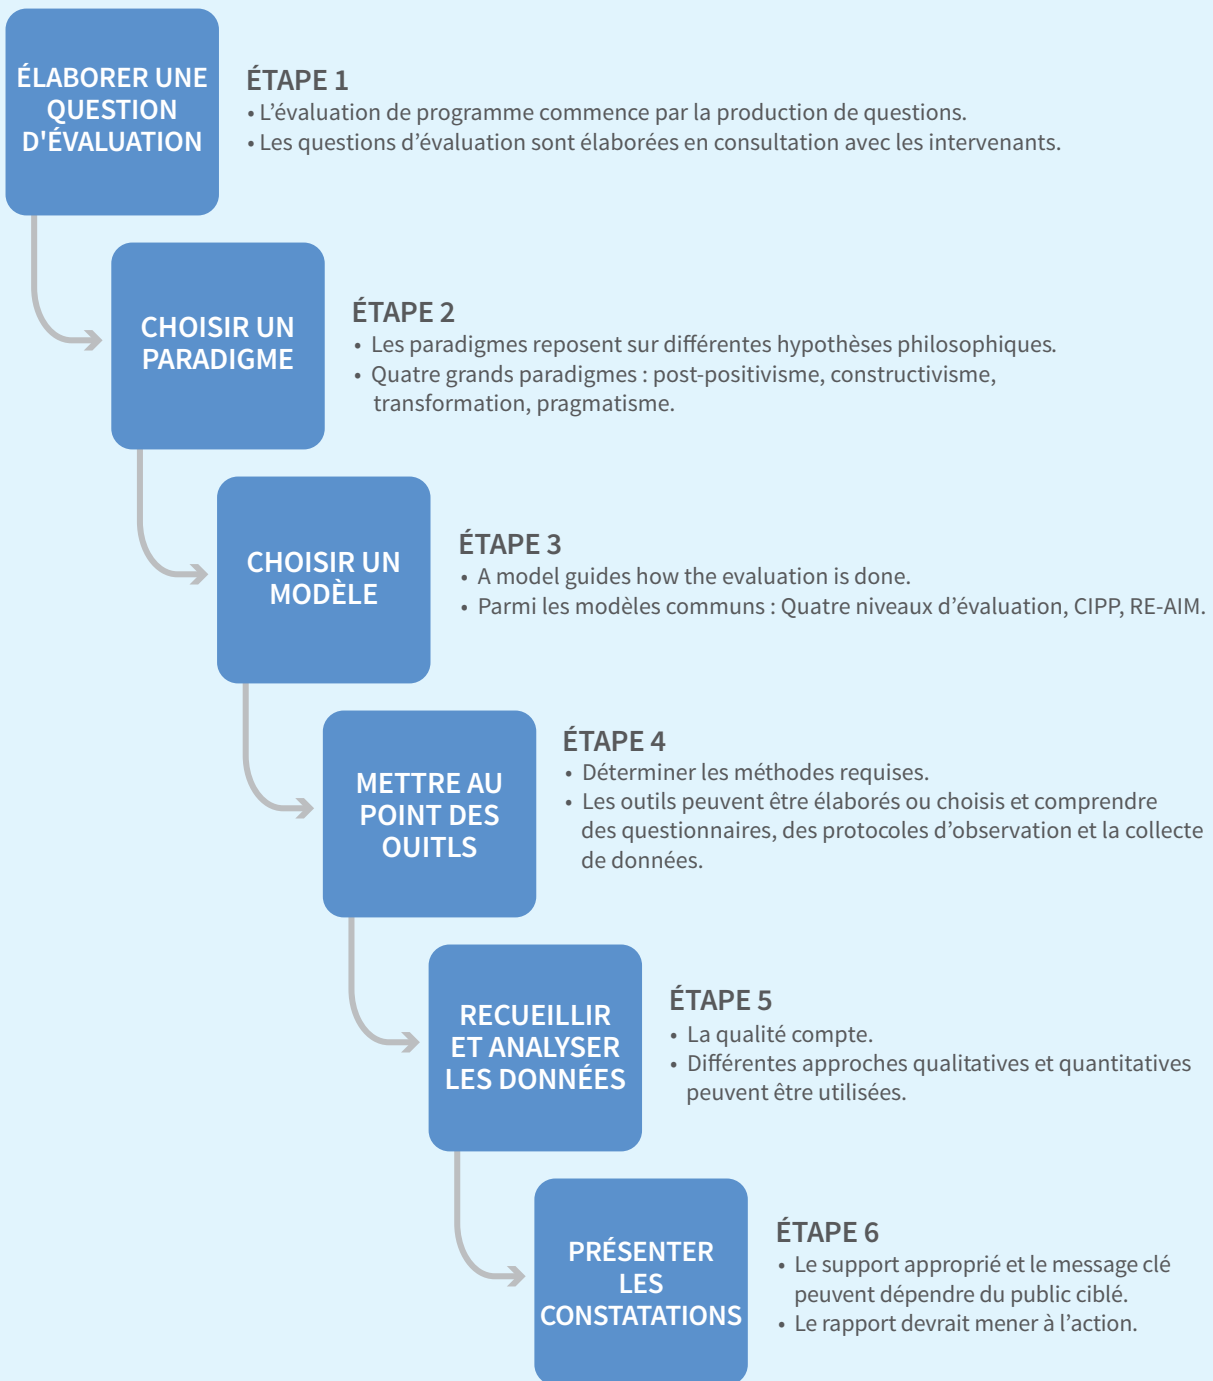 ÉLABORER UNE
QUESTION
D'ÉVALUATION
ÉTAPE 1
• L’évaluation de programme commence par la production de questions.
• Les questions d’évaluation sont élaborées en consultation avec les intervenants.
CHOISIR UN
PARADIGME
ÉTAPE 2
• Les paradigmes reposent sur différentes hypothèses philosophiques.
• Quatre grands paradigmes : post-positivisme, constructivisme,
transformation, pragmatisme.
CHOISIR UN
MODÈLE
ÉTAPE 3
• A model guides how the evaluation is done.
• Parmi les modèles communs : Quatre niveaux d’évaluation, CIPP, RE-AIM.
METTRE AU
POINT DES
OUITLS
ÉTAPE 4
• Déterminer les méthodes requises.
• Les outils peuvent être élaborés ou choisis et comprendre
des questionnaires, des protocoles d’observation et la collecte
de données.
RECUEILLIR
ET ANALYSER
LES DONNÉES
ÉTAPE 5
• La qualité compte.
• Différentes approches qualitatives et quantitatives
peuvent être utilisées.
PRÉSENTER
LES
CONSTATATIONS
ÉTAPE 6
• Le support approprié et le message clé
peuvent dépendre du public ciblé.
• Le rapport devrait mener à l’action.